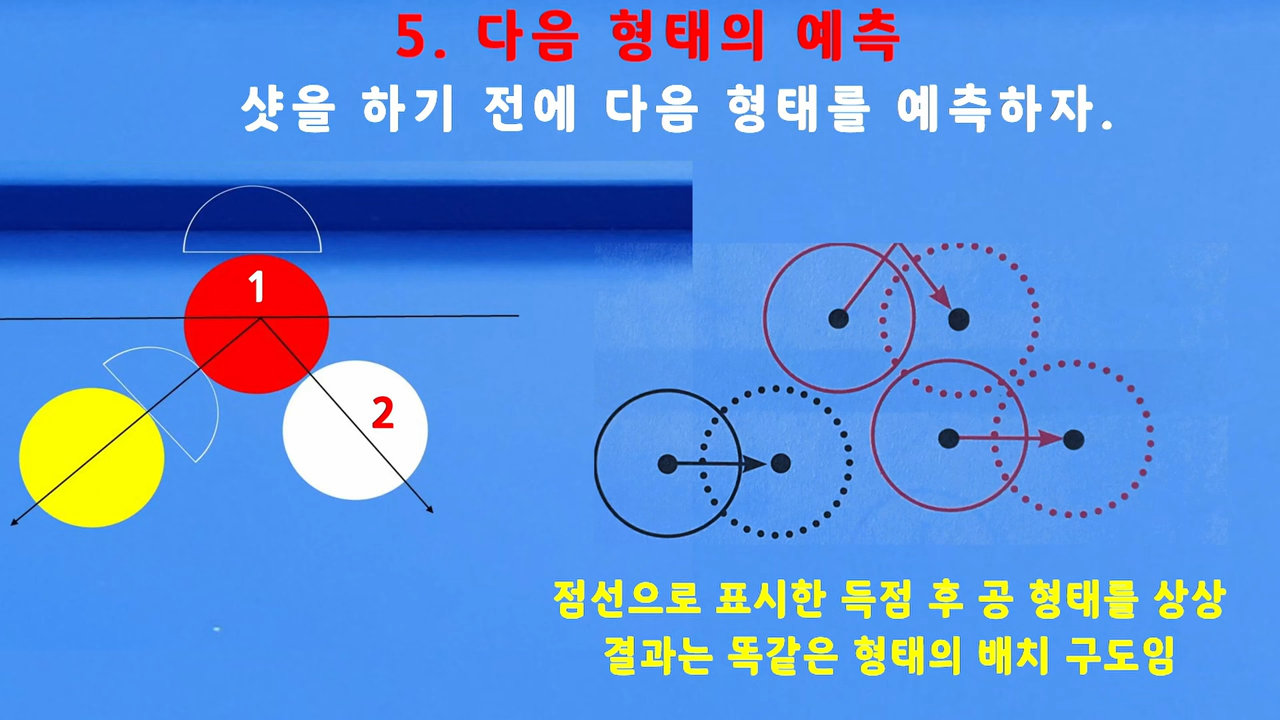 5. 다음 형태의 예측
샷을 하기 전에 다음 형태를 예측하자.
1
2
점선으로 표시한 득점 후 공 형태를 상상
결과는 똑같은 형태의 배치 구도임